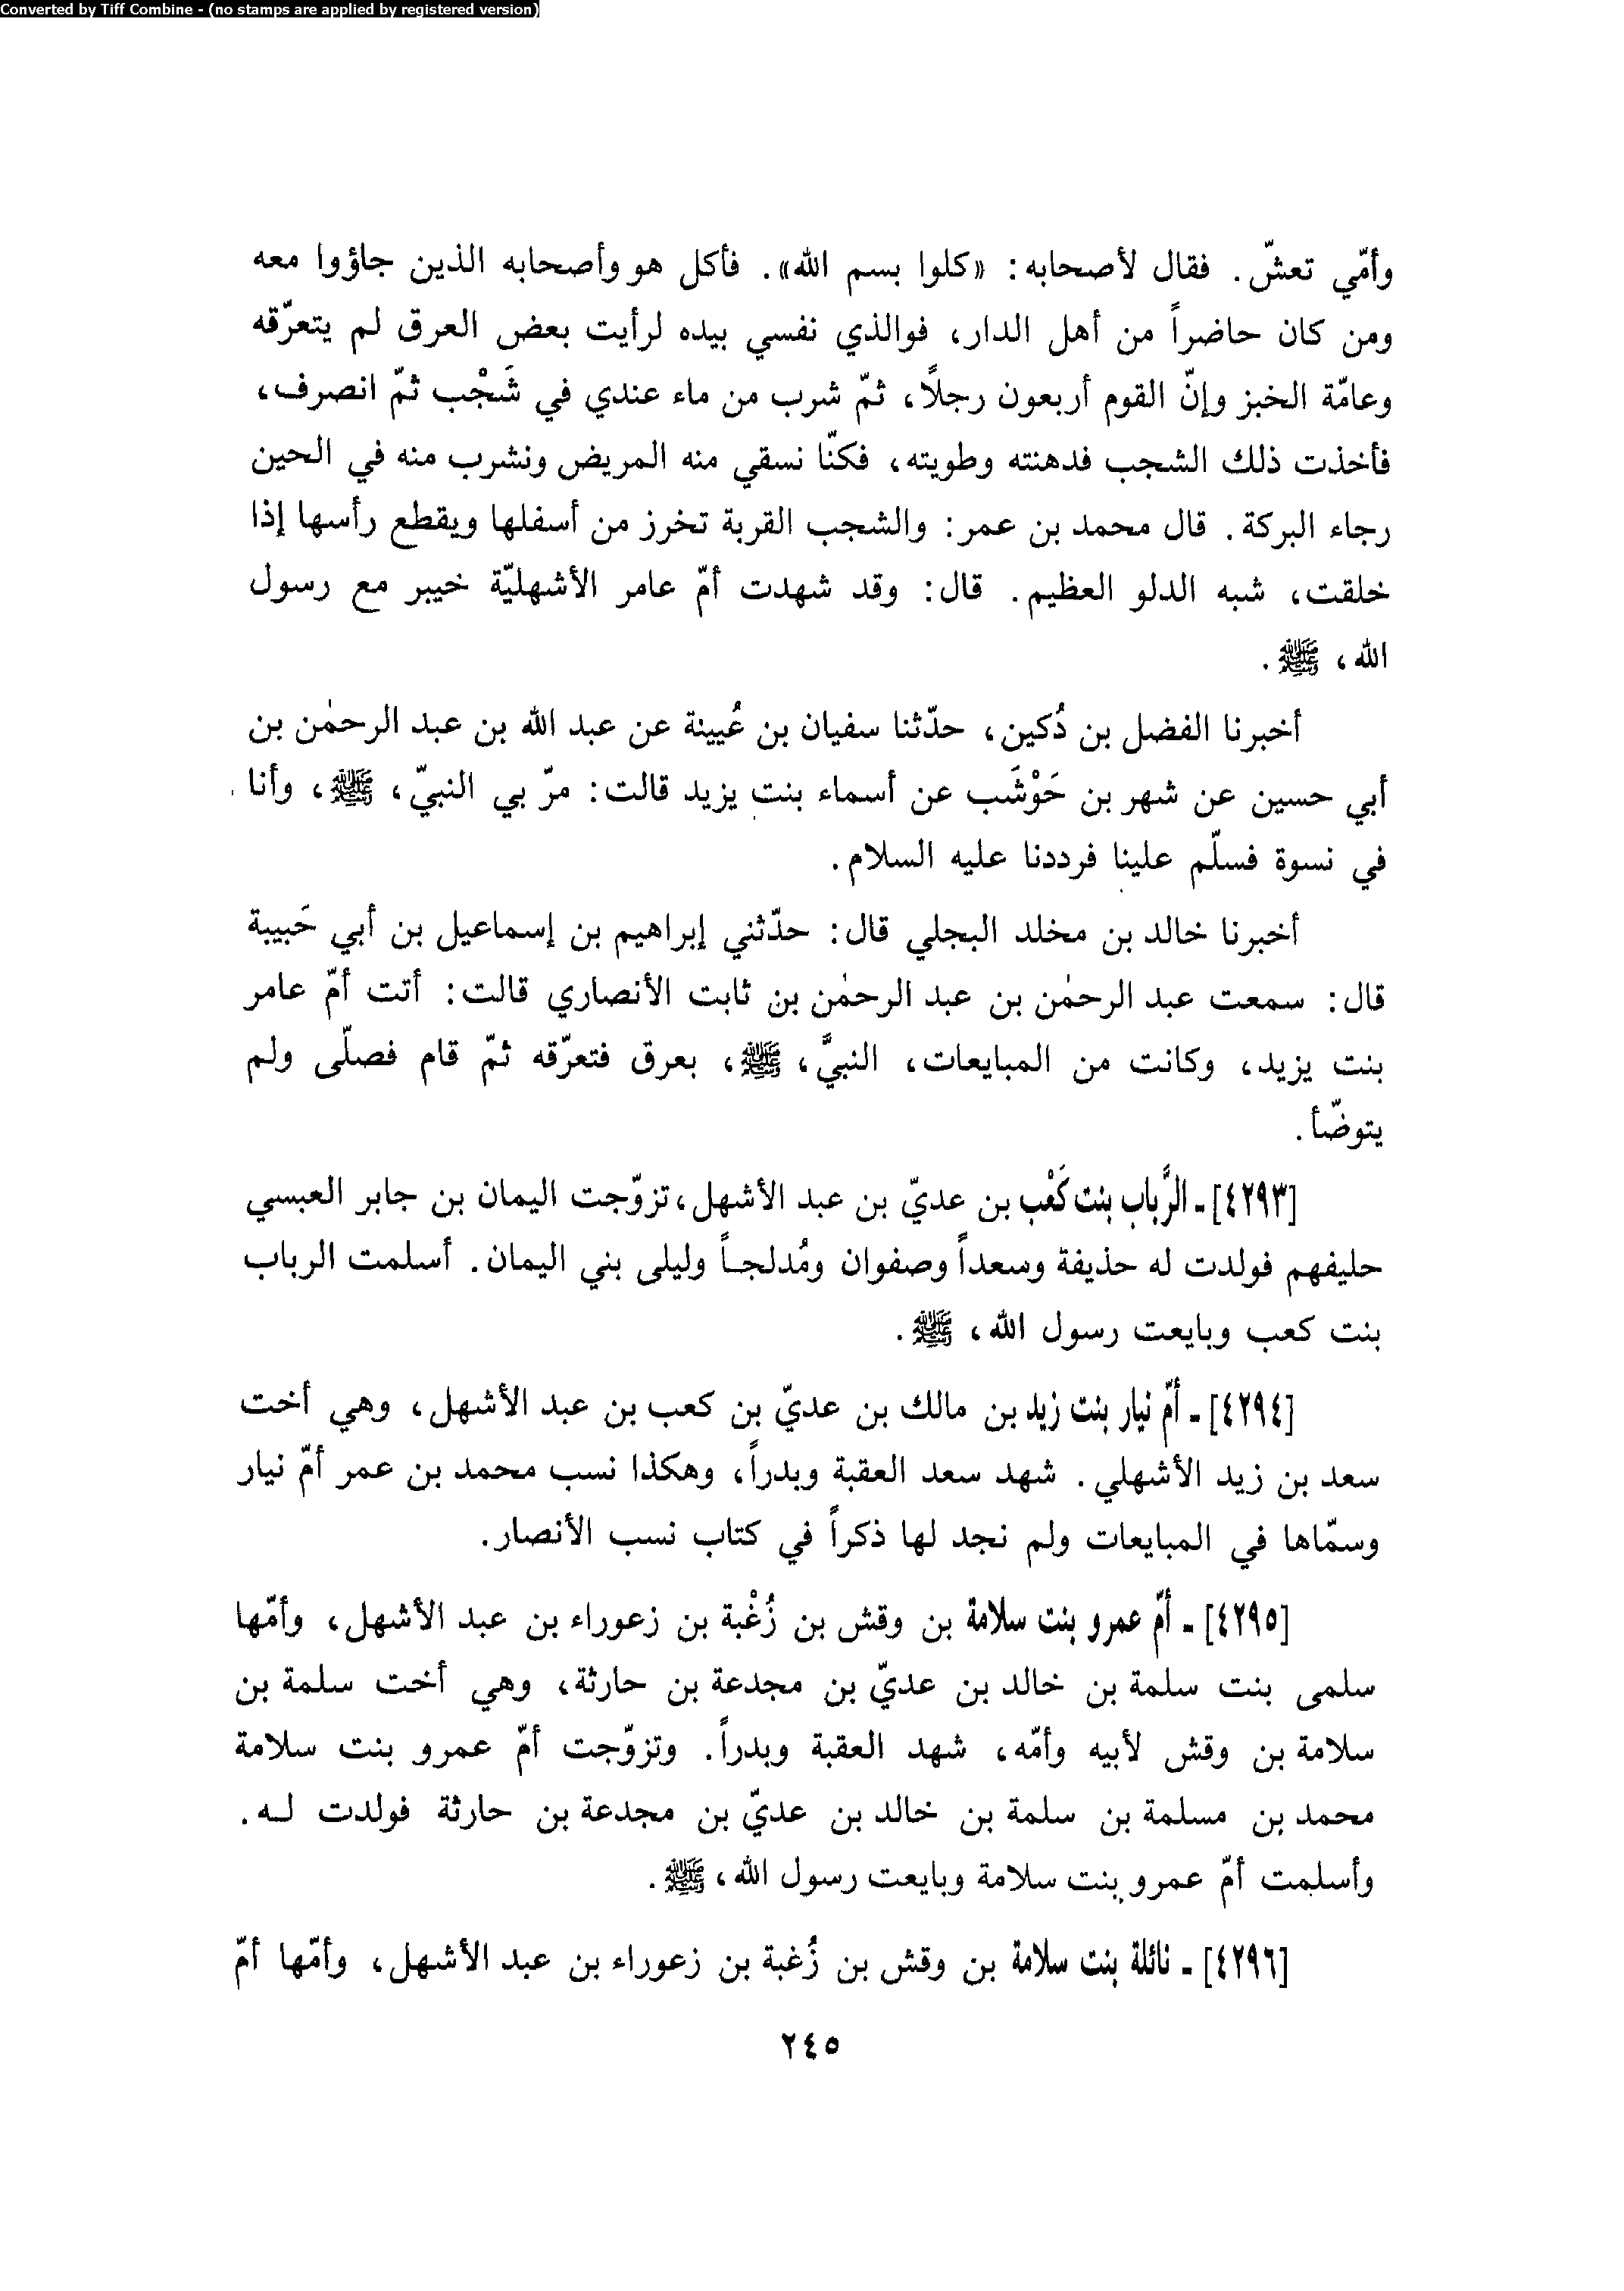 Converted by Tiff Combine - (no stamps are applied by registered version)
وأمّي تعشّ. فقال لأصحابه: «كلوا بسم الله». فأكل هو وأصحابه الذين جاؤوا معه
ومن كان حاضراً من أهل الدار، فوالذي نفسي بيده لرأيت بعض العرق لم يتعرّقه
وعامّة الخبز وإنّ القوم أربعون رجلًا، ثمّ شرب من ماء عندي في شَجْب ثمّ انصرف،
فأخذت ذلك الشجب فدهنته وطويته، فكنّا نسقي منه المريض ونشرب منه في الحين
رجاء البركة. قال محمد بن عمر: والشجب القربة تخرز من أسفلها ويقطع رأسها إذا
خلقت، شبه الدلو العظيم. قال: وقد شهدت أمّ عامر الأشهليّة خيبر مع رسول
الله، ﷺ.
أخبرنا الفضل بن دُكين، حدّثنا سفيان بن عُيينة عن عبد الله بن عبد الرحمٰن بن
أبي حسين عن شهر بن حَوْشَب عن أسماء بنت يزيد قالت: مرّ بي النبيّ، ﷺ، وأنا
في نسوة فسلّم علينا فرددنا عليه السلام.
أخبرنا خالد بن مخلد البجلي قال: حدّثني إبراهيم بن إسماعيل بن أبي حَبيبة
قال: سمعت عبد الرحمٰن بن عبد الرحمٰن بن ثابت الأنصاري قالت: أتت أمّ عامر
بنت يزيد، وكانت من المبايعات، النبيَّ، ﷺ، بعرق فتعرّقه ثمّ قام فصلّى ولم
يتوضّأ.
[٤٢٩٣] - الرَّباب بنت كَعْب بن عديّ بن عبد الأشهل، تزوّجت اليمان بن جابر العبسي
حليفهم فولدت له حذيفة وسعداً وصفوان ومُدلجاً وليلى بني اليمان. أسلمت الرباب
بنت كعب وبايعت رسول الله، ﷺ.
[٤٢٩٤] - أمّ نيار بنت زيد بن مالك بن عديّ بن كعب بن عبد الأشهل، وهي أخت
سعد بن زيد الأشهلي. شهد سعد العقبة وبدراً، وهكذا نسب محمد بن عمر أمّ نيار
وسمّاها في المبايعات ولم نجد لها ذكراً في كتاب نسب الأنصار.
[٤٢٩٥] - أمّ عمرو بنت سلامة بن وقش بن زُغْبة بن زعوراء بن عبد الأشهل، وأمّها
سلمى بنت سلمة بن خالد بن عديّ بن مجدعة بن حارثة، وهي أخت سلمة بن
سلامة بن وقش لأبيه وأمّه، شهد العقبة وبدراً. وتزوّجت أمّ عمرو بنت سلامة
محمد بن مسلمة بن سلمة بن خالد بن عديّ بن مجدعة بن حارثة فولدت لـه.
وأسلمت أمّ عمرو بنت سلامة وبايعت رسول الله، ﷺ.
[٤٢٩٦] - نائلة بنت سلامة بن وقش بن زُغبة بن زعوراء بن عبد الأشهل، وأمّها أمّ
٢٤٥